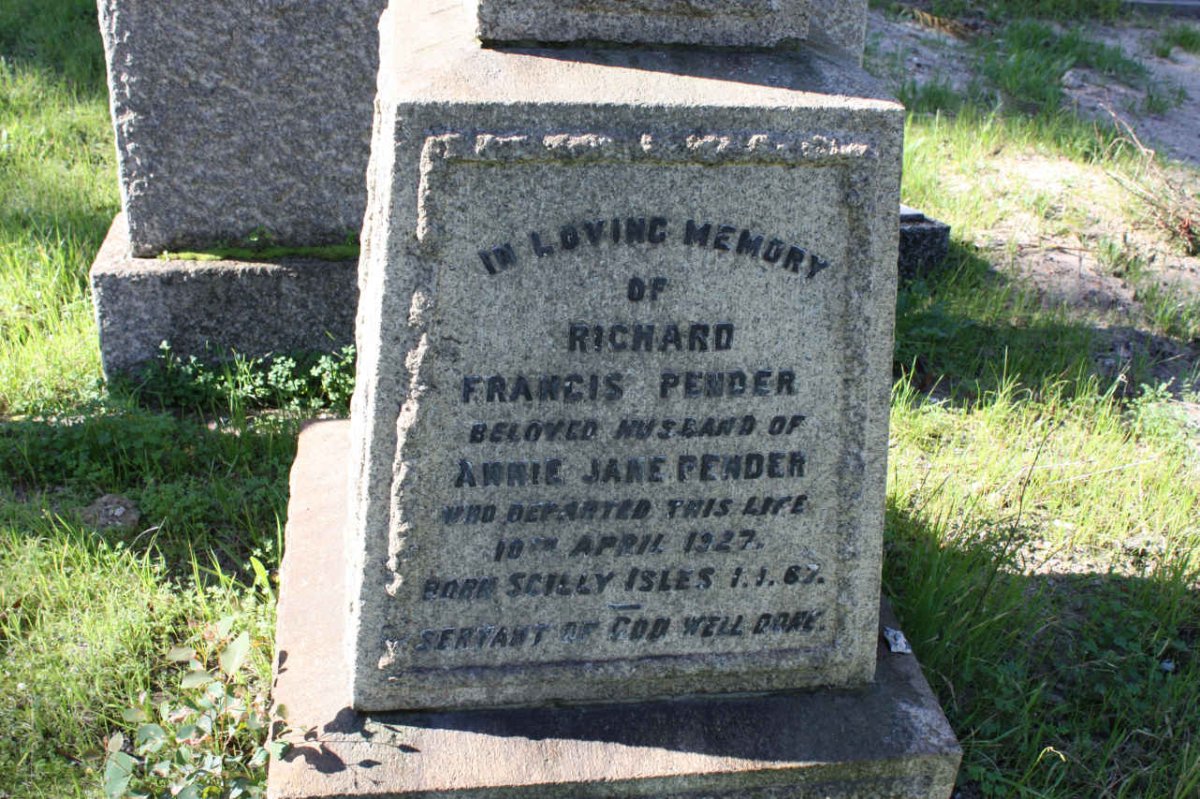 IN LOVING MEMORY
OF
RICHARD
FRANCIS PENDER
BELOVED HUSBAND OF
ANNIE JANE PENDER
WHO DEPARTED THIS LIFE
10TH APRIL 1927.
BORN SCILLY ISLES 1.1.67.
SERVANT OF GOD WELL DONE.